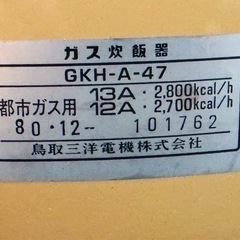 ガス炊飯器
GKH-A-47
都市ガス用 13A:2,800kcal/h
12A:2,700kcal/h
80・12-- 101762
鳥取三洋電機株式会社